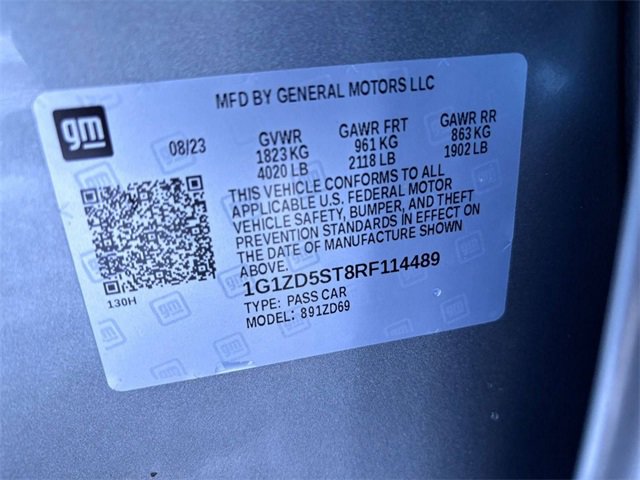 MFD BY GENERAL MOTORS LLC
gm
08/23
GVWR
1823 KG
4020 LB
GAWR FRT
961 KG
2118 LB
GAWR RR
863 KG
1902 LB
THIS VEHICLE CONFORMS TO ALL
APPLICABLE U.S. FEDERAL MOTOR
VEHICLE SAFETY, BUMPER, AND THEFT
PREVENTION STANDARDS IN EFFECT ON
THE DATE OF MANUFACTURE SHOWN
ABOVE.
1G1ZD5ST8RF114489
TYPE: PASS CAR
MODEL: 891ZD69
130H